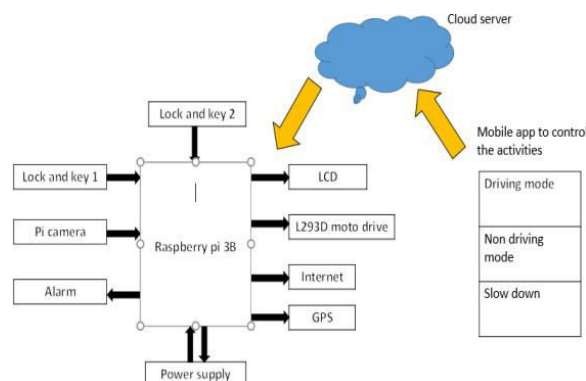 Cloud server
Lock and key 2
Mobile app to control
the activities
Lock and key 1
LCD
Driving mode
Pi camera
L293D moto drive
Raspberry pi 3B
Non driving
mode
Internet
Alarm
Slow down
GPS
Power supply